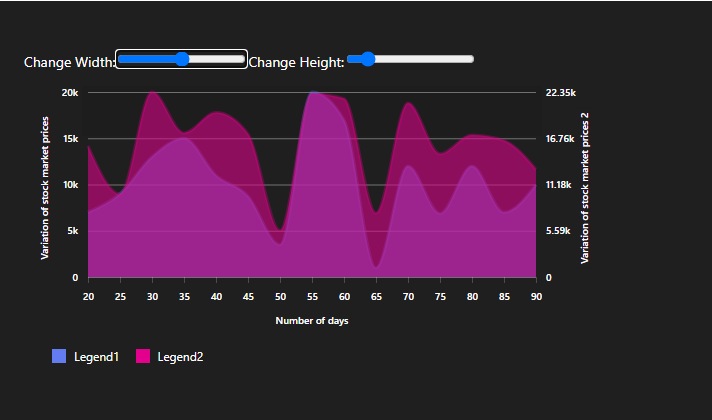 Change Width: Change Height:
20k 22.35k
15k 16.76k
10k 11.18k
5k 5.59k
0 0
Variation of stock market prices
Variation of stock market prices 2
20 25 30 35 40 45 50 55 60 65 70 75 80 85 90
Number of days
Legend1 Legend2